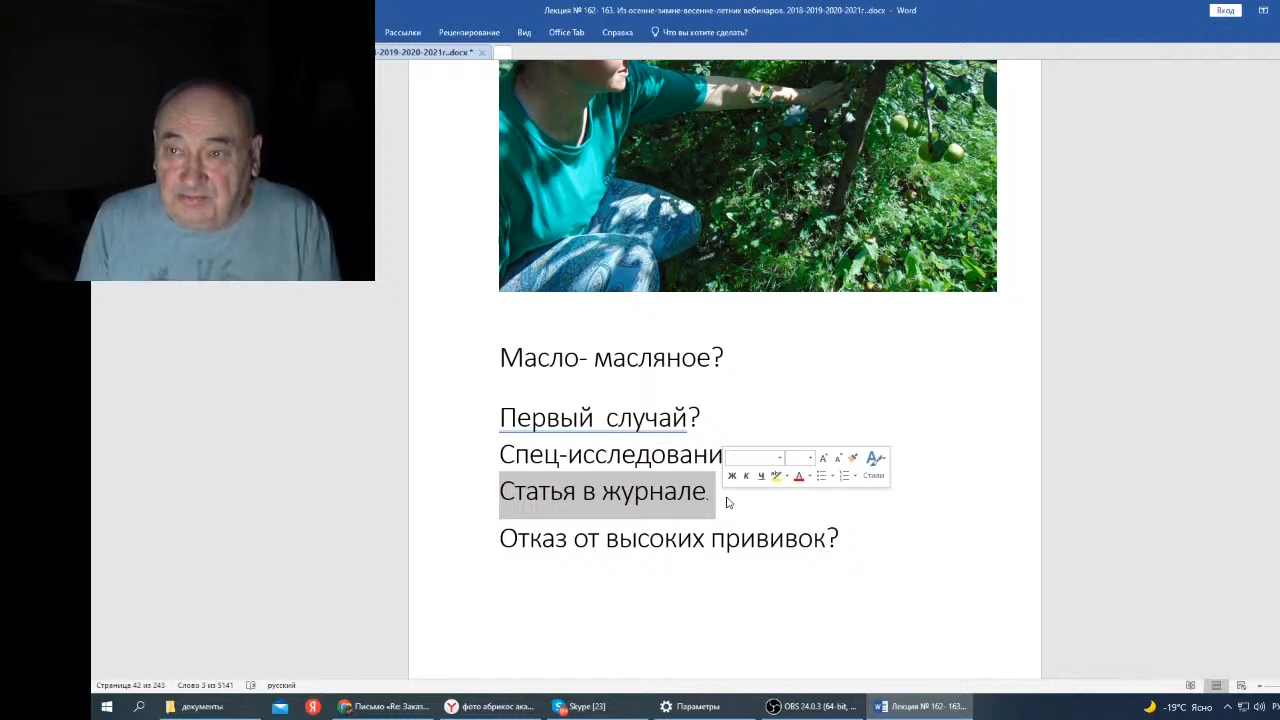 Лекция № 162- 163. Из осенне-зимне-весенне-летних вебинаров. 2018-2019-2020-2021г..docx - Word
Вход
Рассылки Рецензирование Вид Office Tab Справка Что вы хотите сделать?
-2019-2020-2021г..docx *
Масло- масляное?
Первый случай?
Спец-исследовани
Статья в журнале.
Отказ от высоких прививок?
Ж К Ч
Стили
Страница 42 из 243 Слово 3 из 5141 русский
документы
Письмо «Re: Заказ...
фото абрикос ака...
Skype [23]
Параметры
OBS 24.0.3 (64-bit, ...
Лекция № 162- 163...
-19°C Ясно